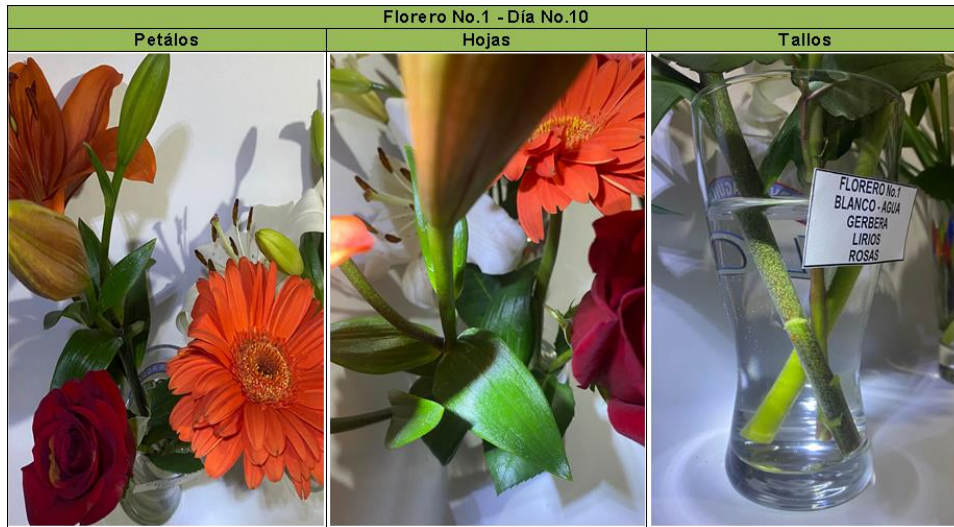 Florero No.1 - Día No.10
Petálos
Hojas
Tallos
FLORERO No.1
BLANCO - AGUA
GERBERA
LIRIOS
ROSAS